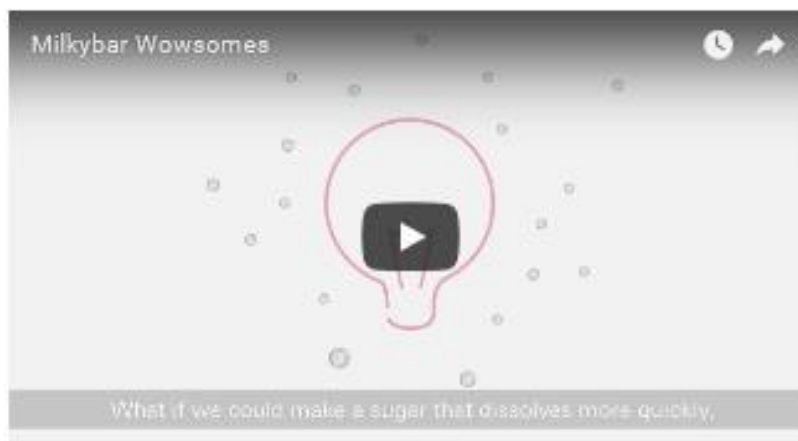 Milkybar Wowsomes
What if we could make a sugar that dissolves more quickly,